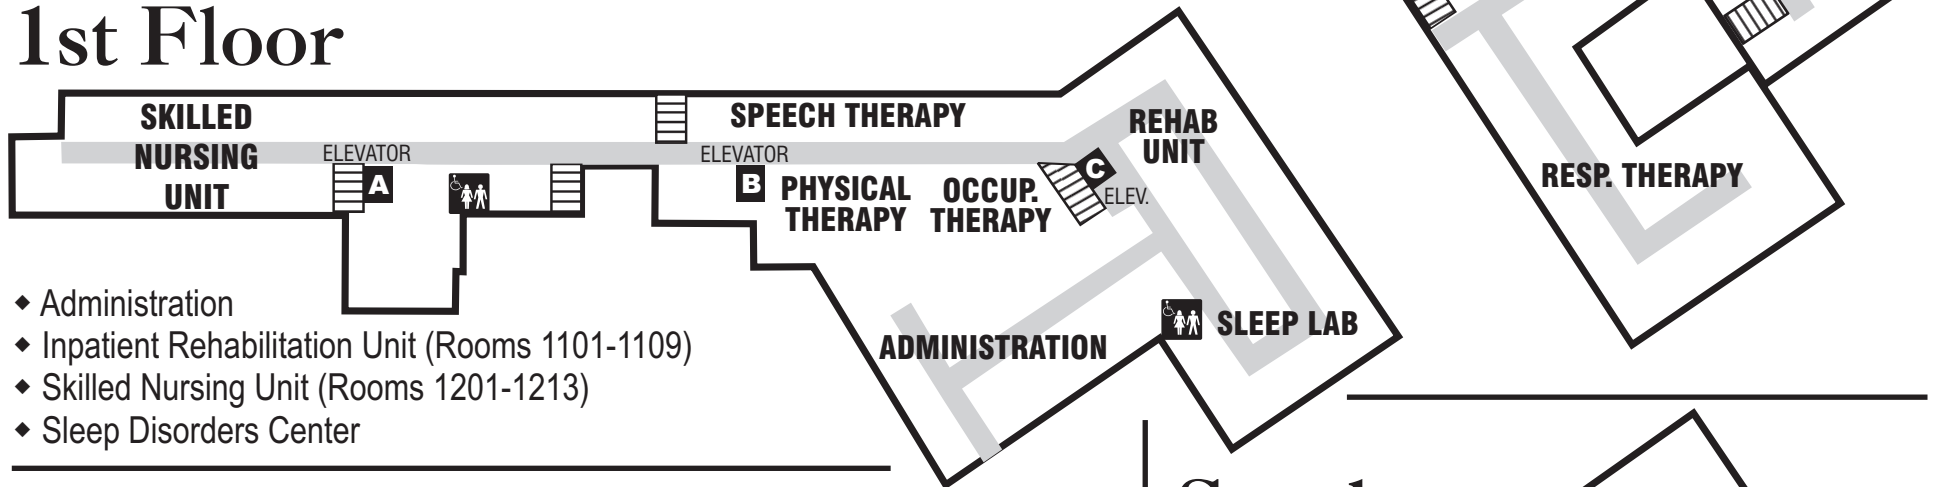 1st Floor
SKILLED
NURSING
UNIT
ELEVATOR
A
SPEECH THERAPY
ELEVATOR
B
PHYSICAL
THERAPY
OCCUP.
THERAPY
C
ELEV.
REHAB
UNIT
RESP. THERAPY
ADMINISTRATION
SLEEP LAB
◆ Administration
◆ Inpatient Rehabilitation Unit (Rooms 1101-1109)
◆ Skilled Nursing Unit (Rooms 1201-1213)
◆ Sleep Disorders Center